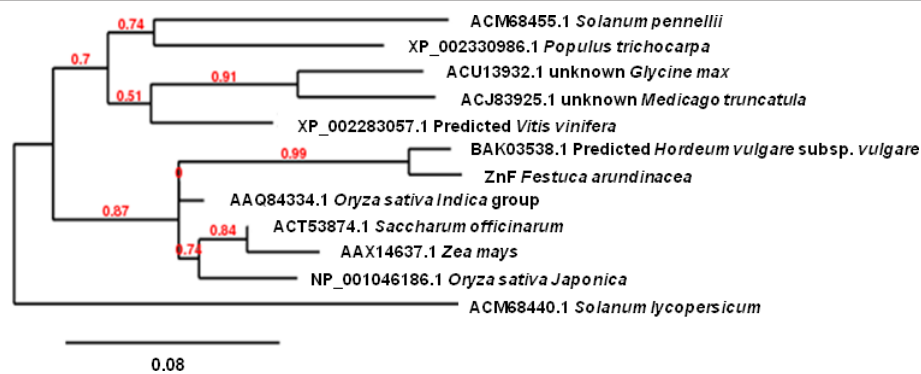 0.74
ACM68455.1 Solanum pennellii
XP_002330986.1 Populus trichocarpa
0.7
0.91
ACU13932.1 unknown Glycine max
0.51
ACJ83925.1 unknown Medicago truncatula
XP_002283057.1 Predicted Vitis vinifera
0.99
BAK03538.1 Predicted Hordeum vulgare subsp. vulgare
0
ZnF Festuca arundinacea
AAQ84334.1 Oryza sativa Indica group
0.87
0.84
ACT53874.1 Saccharum officinarum
0.74
AAX14637.1 Zea mays
NP_001046186.1 Oryza sativa Japonica
ACM68440.1 Solanum lycopersicum
0.08